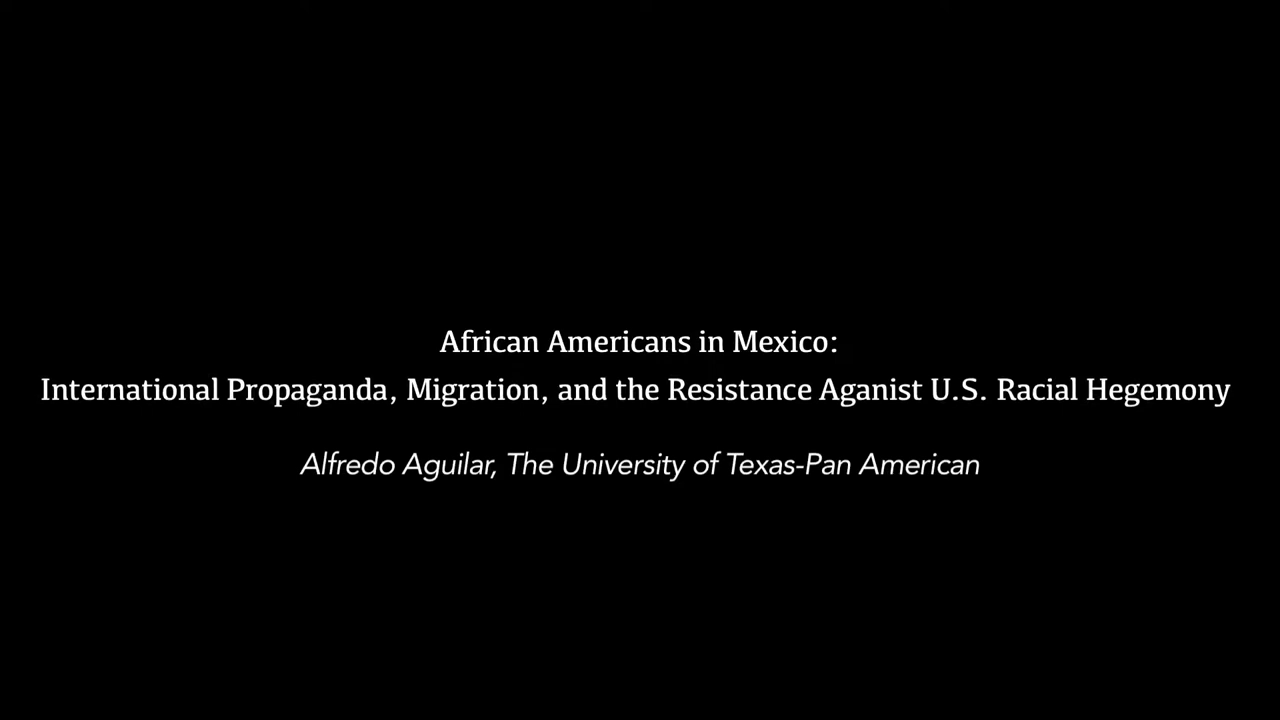 African Americans in Mexico:
International Propaganda, Migration, and the Resistance Aganist U.S. Racial Hegemony
Alfredo Aguilar, The University of Texas-Pan American